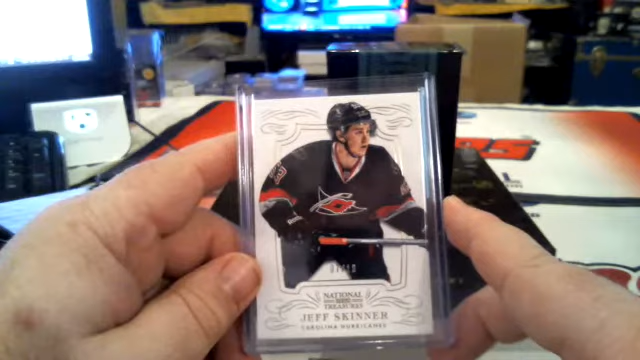 NATIONAL
TREASURES
JEFF SKINNER
CAROLINA HURRICANES